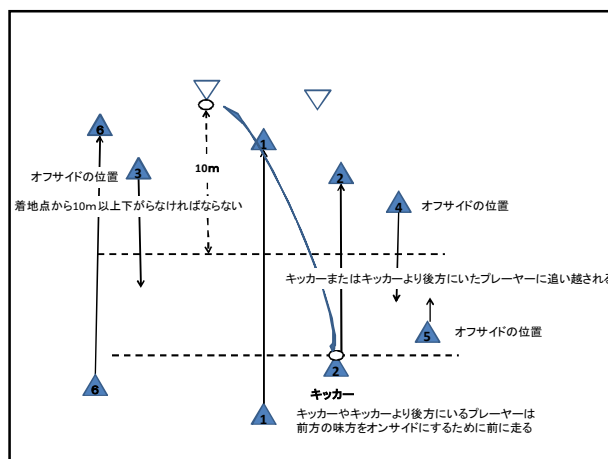 6
1
10m
オフサイドの位置
3
2
着地点から10m以上下がらなければならない
4
オフサイドの位置
キッカーまたはキッカーより後方にいたプレーヤーに追い越される
5
オフサイドの位置
6
2
キッカー
1
キッカーやキッカーより後方にいるプレーヤーは
前方の味方をオンサイドにするために前に走る